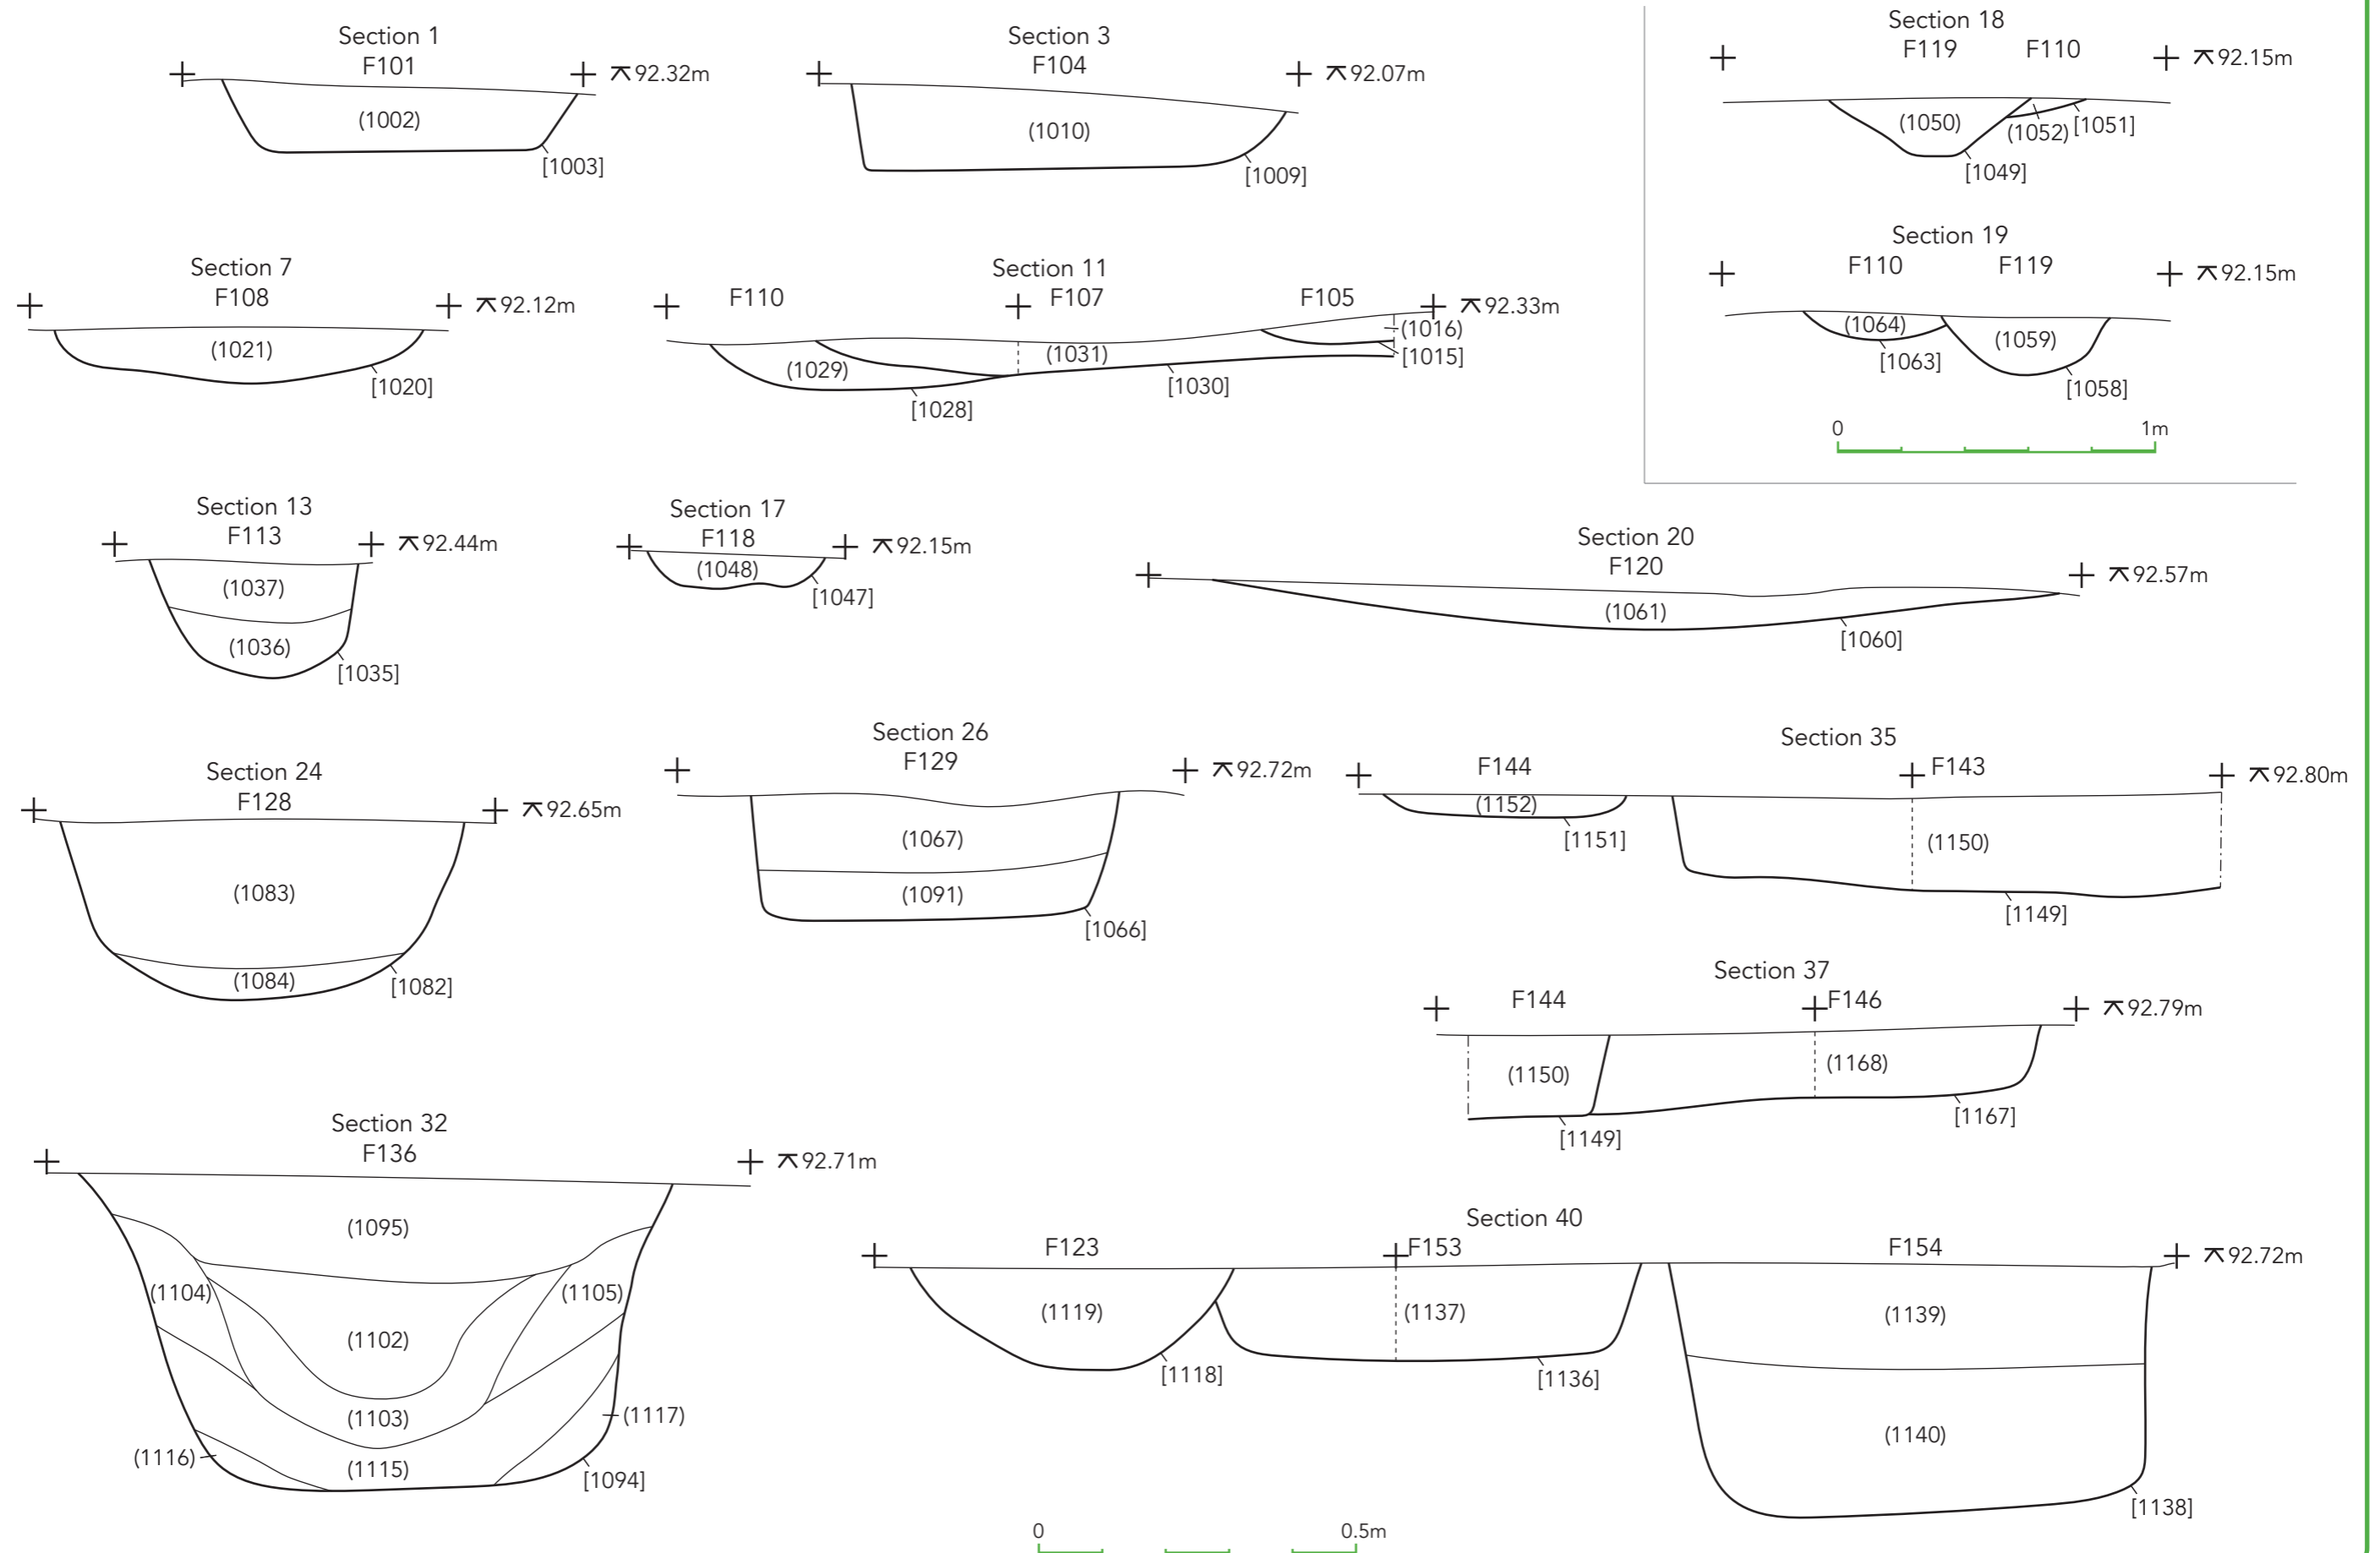 Section 1
F101
92.32m
(1002)
[1003]
Section 3
F104
92.07m
(1010)
[1009]
Section 18
F119 F110
92.15m
(1050)
(1052)
[1051]
[1049]
Section 19
F110 F119
92.15m
(1064)
(1059)
[1063]
[1058]
0 1m
Section 7
F108
92.12m
(1021)
[1020]
Section 11
F110 F107 F105
92.33m
(1016)
(1029)
(1031)
[1015]
[1030]
[1028]
Section 13
F113
92.44m
(1037)
(1036)
[1035]
Section 17
F118
92.15m
(1048)
[1047]
Section 20
F120
92.57m
(1061)
[1060]
Section 24
F128
92.65m
(1083)
(1084)
[1082]
Section 26
F129
92.72m
(1067)
(1091)
[1066]
Section 35
F144 F143
92.80m
(1152)
[1151]
(1150)
[1149]
Section 37
F144 F146
92.79m
(1150)
(1168)
[1149]
[1167]
Section 32
F136
92.71m
(1095)
(1104)
(1105)
(1102)
(1103)
(1117)
(1116)
(1115)
[1094]
Section 40
F123 F153 F154
92.72m
(1119)
(1137)
(1139)
[1118]
[1136]
(1140)
[1138]
0 0.5m